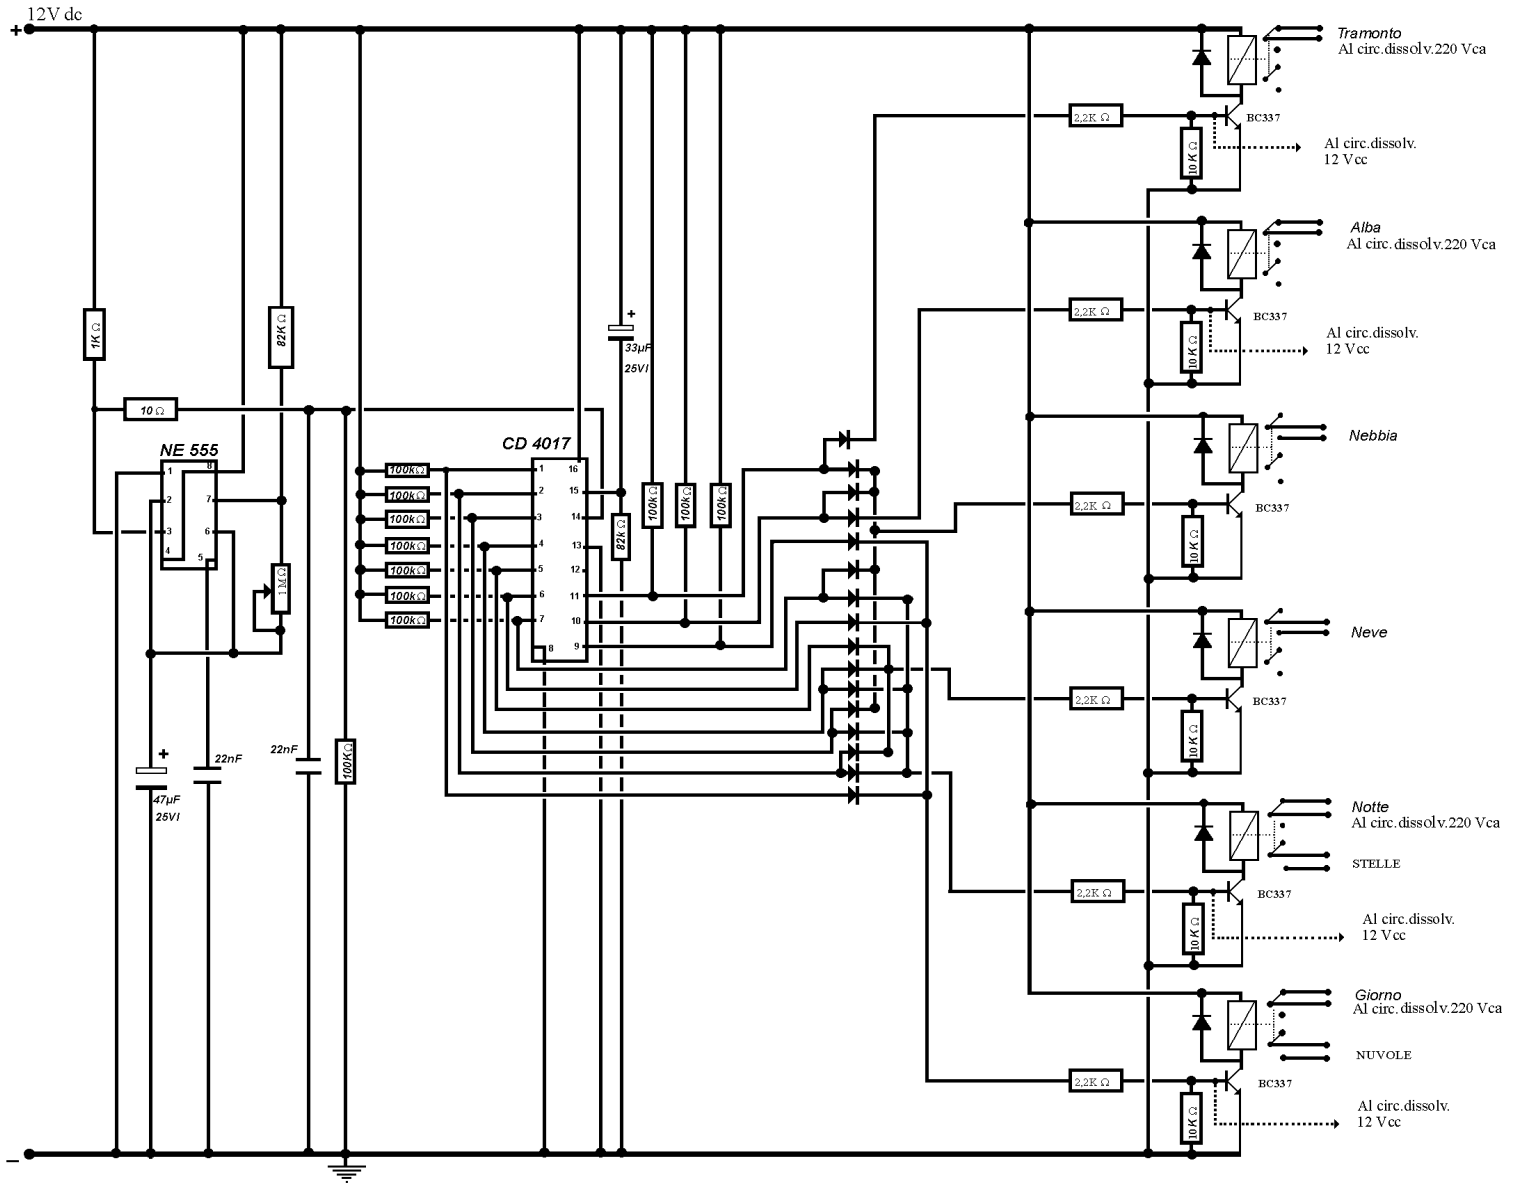 12V dc
+
Tramonto
Al circ.dissolv.220 Vca
2,2K Ω
BC337
10 K Ω
Al circ.dissolv.
12 Vcc
Alba
Al circ.dissolv.220 Vca
2,2K Ω
BC337
10 K Ω
Al circ.dissolv.
12 Vcc
1K Ω
82K Ω
+
33µF
25Vl
10 Ω
NE 555
1
2
3
4
8
7
6
5
1 M Ω
CD 4017
1
2
3
4
5
6
7
8
16
15
14
13
12
11
10
9
100kΩ
100kΩ
100kΩ
100kΩ
100kΩ
100kΩ
100kΩ
82k Ω
100kΩ
100kΩ
100kΩ
Nebbia
2,2K Ω
BC337
10 K Ω
Neve
2,2K Ω
BC337
10 K Ω
+
47µF
25Vl
22nF
22nF
100KΩ
Notte
Al circ.dissolv.220 Vca
STELLE
2,2K Ω
BC337
10 K Ω
Al circ.dissolv.
12 Vcc
Giorno
Al circ.dissolv.220 Vca
NUVOLE
2,2K Ω
BC337
10 K Ω
Al circ.dissolv.
12 Vcc
–